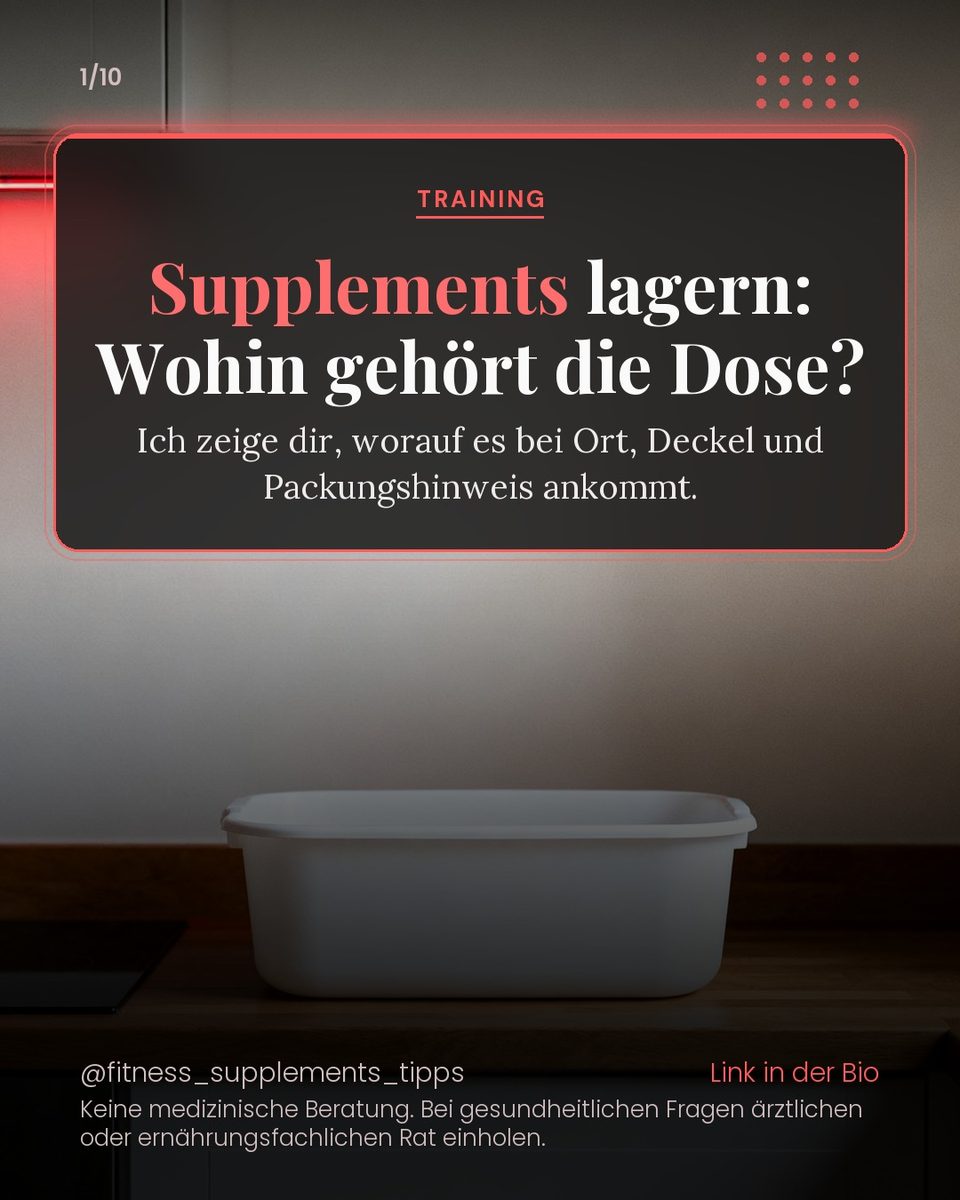 1/10
TRAINING
Supplements lagern:
Wohin gehört die Dose?
Ich zeige dir, worauf es bei Ort, Deckel und
Packungshinweis ankommt.
@fitness_supplements_tipps
Link in der Bio
Keine medizinische Beratung. Bei gesundheitlichen Fragen ärztlichen
oder ernährungsfachlichen Rat einholen.